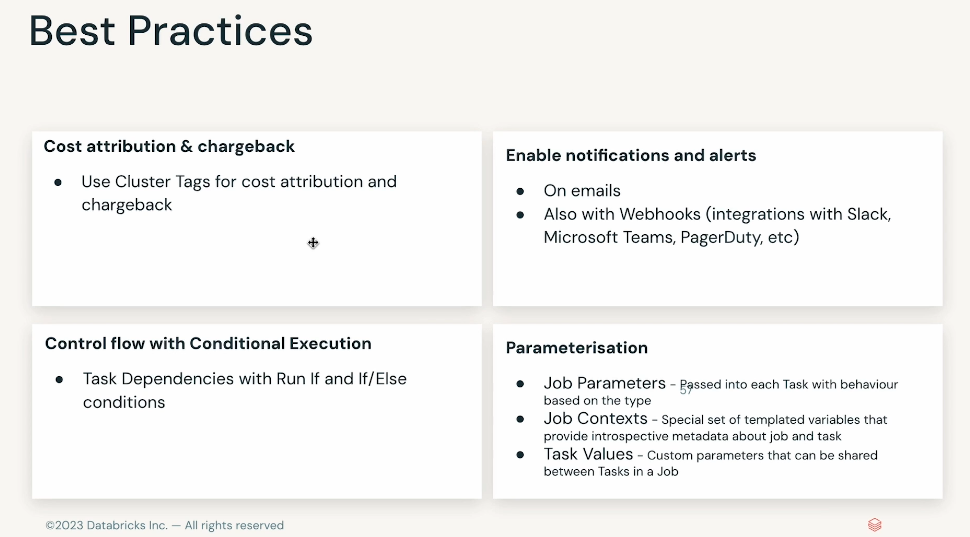 Best Practices
Cost attribution & chargeback
● Use Cluster Tags for cost attribution and
chargeback
Enable notifications and alerts
● On emails
● Also with Webhooks (integrations with Slack,
Microsoft Teams, PagerDuty, etc)
Control flow with Conditional Execution
● Task Dependencies with Run If and If/Else
conditions
Parameterisation
● Job Parameters - Passed into each Task with behaviour
based on the type
57
● Job Contexts - Special set of templated variables that
provide introspective metadata about job and task
● Task Values - Custom parameters that can be shared
between Tasks in a Job
©2023 Databricks Inc. — All rights reserved